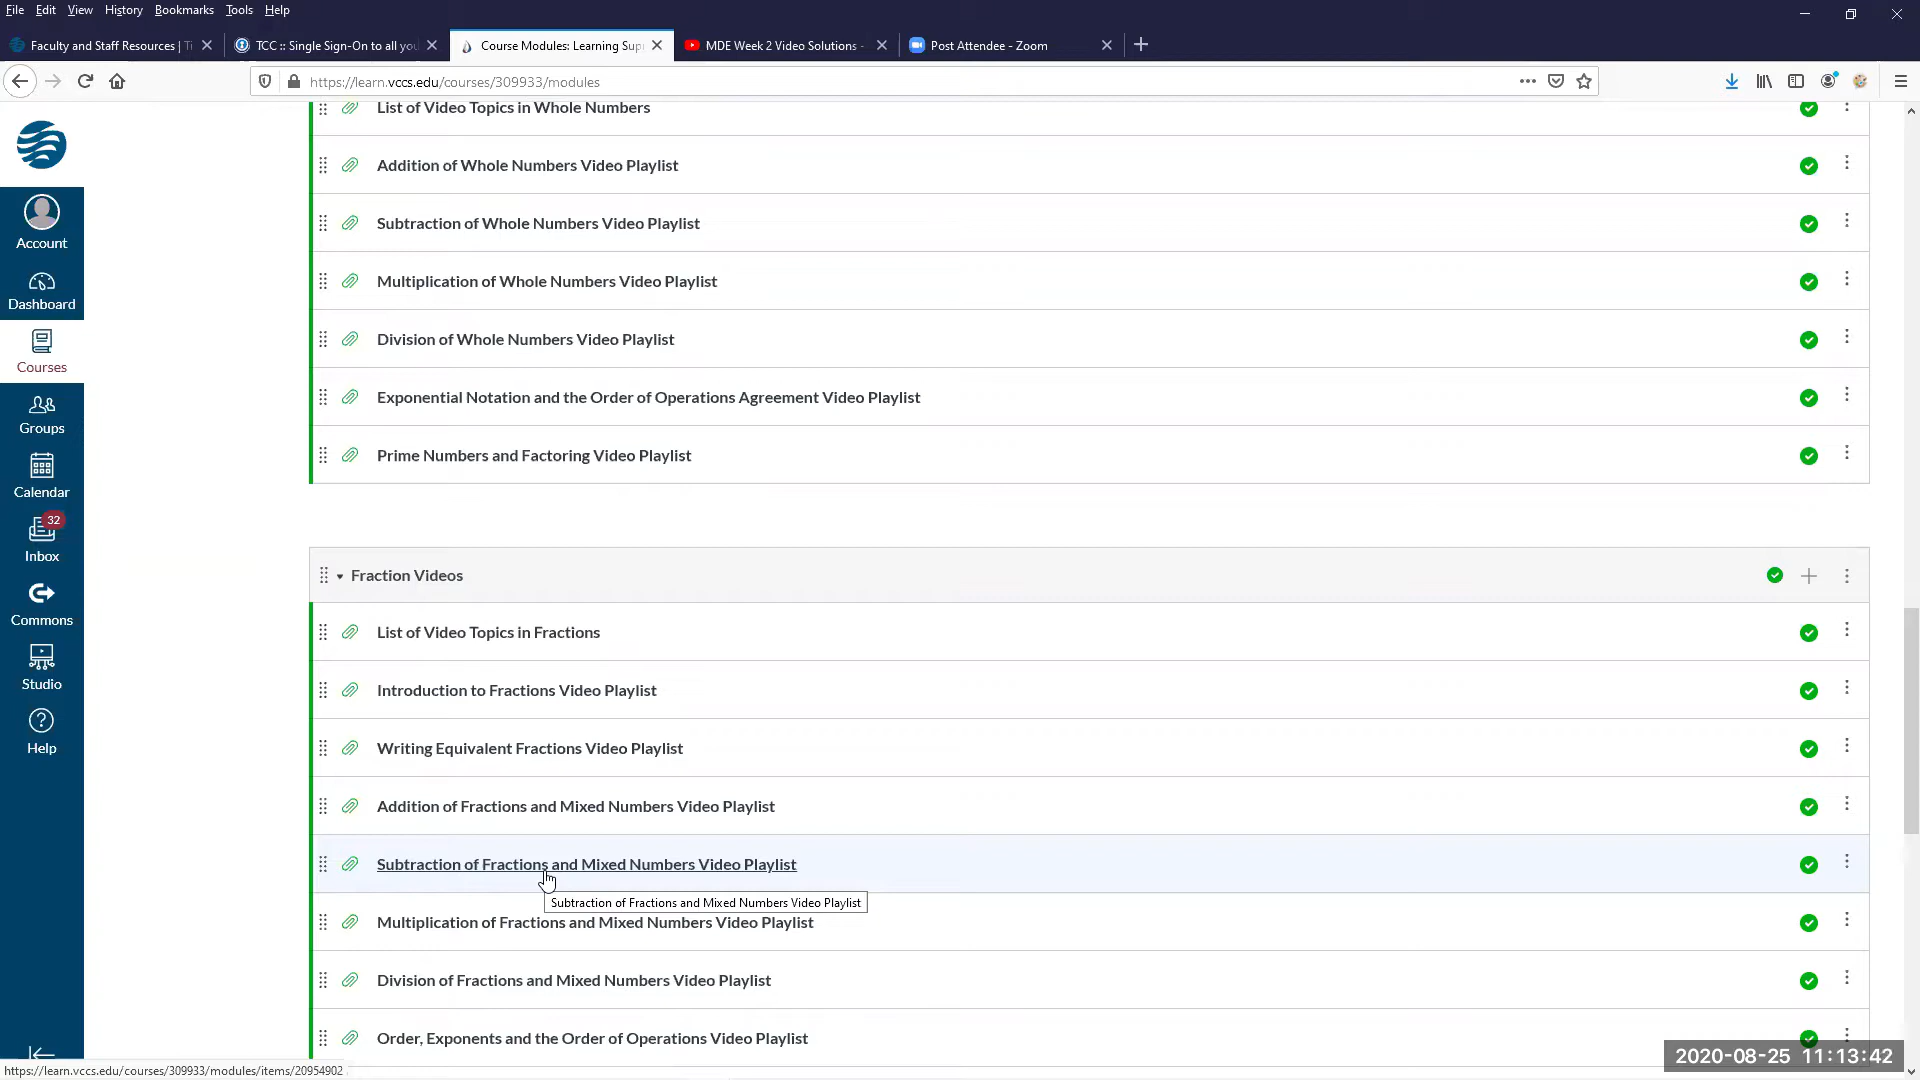 File Edit View History Bookmarks Tools Help
Faculty and Staff Resources | Ti
TCC :: Single Sign-On to all you
Course Modules: Learning Sup
MDE Week 2 Video Solutions -
Post Attendee - Zoom
https://learn.vccs.edu/courses/309933/modules
Account
Dashboard
Courses
Groups
Calendar
32
Inbox
Commons
Studio
Help
List of Video Topics in Whole Numbers
Addition of Whole Numbers Video Playlist
Subtraction of Whole Numbers Video Playlist
Multiplication of Whole Numbers Video Playlist
Division of Whole Numbers Video Playlist
Exponential Notation and the Order of Operations Agreement Video Playlist
Prime Numbers and Factoring Video Playlist
Fraction Videos
List of Video Topics in Fractions
Introduction to Fractions Video Playlist
Writing Equivalent Fractions Video Playlist
Addition of Fractions and Mixed Numbers Video Playlist
Subtraction of Fractions and Mixed Numbers Video Playlist
Subtraction of Fractions and Mixed Numbers Video Playlist
Multiplication of Fractions and Mixed Numbers Video Playlist
Division of Fractions and Mixed Numbers Video Playlist
Order, Exponents and the Order of Operations Video Playlist
2020-08-25 11:13:42
https://learn.vccs.edu/courses/309933/modules/items/20954902